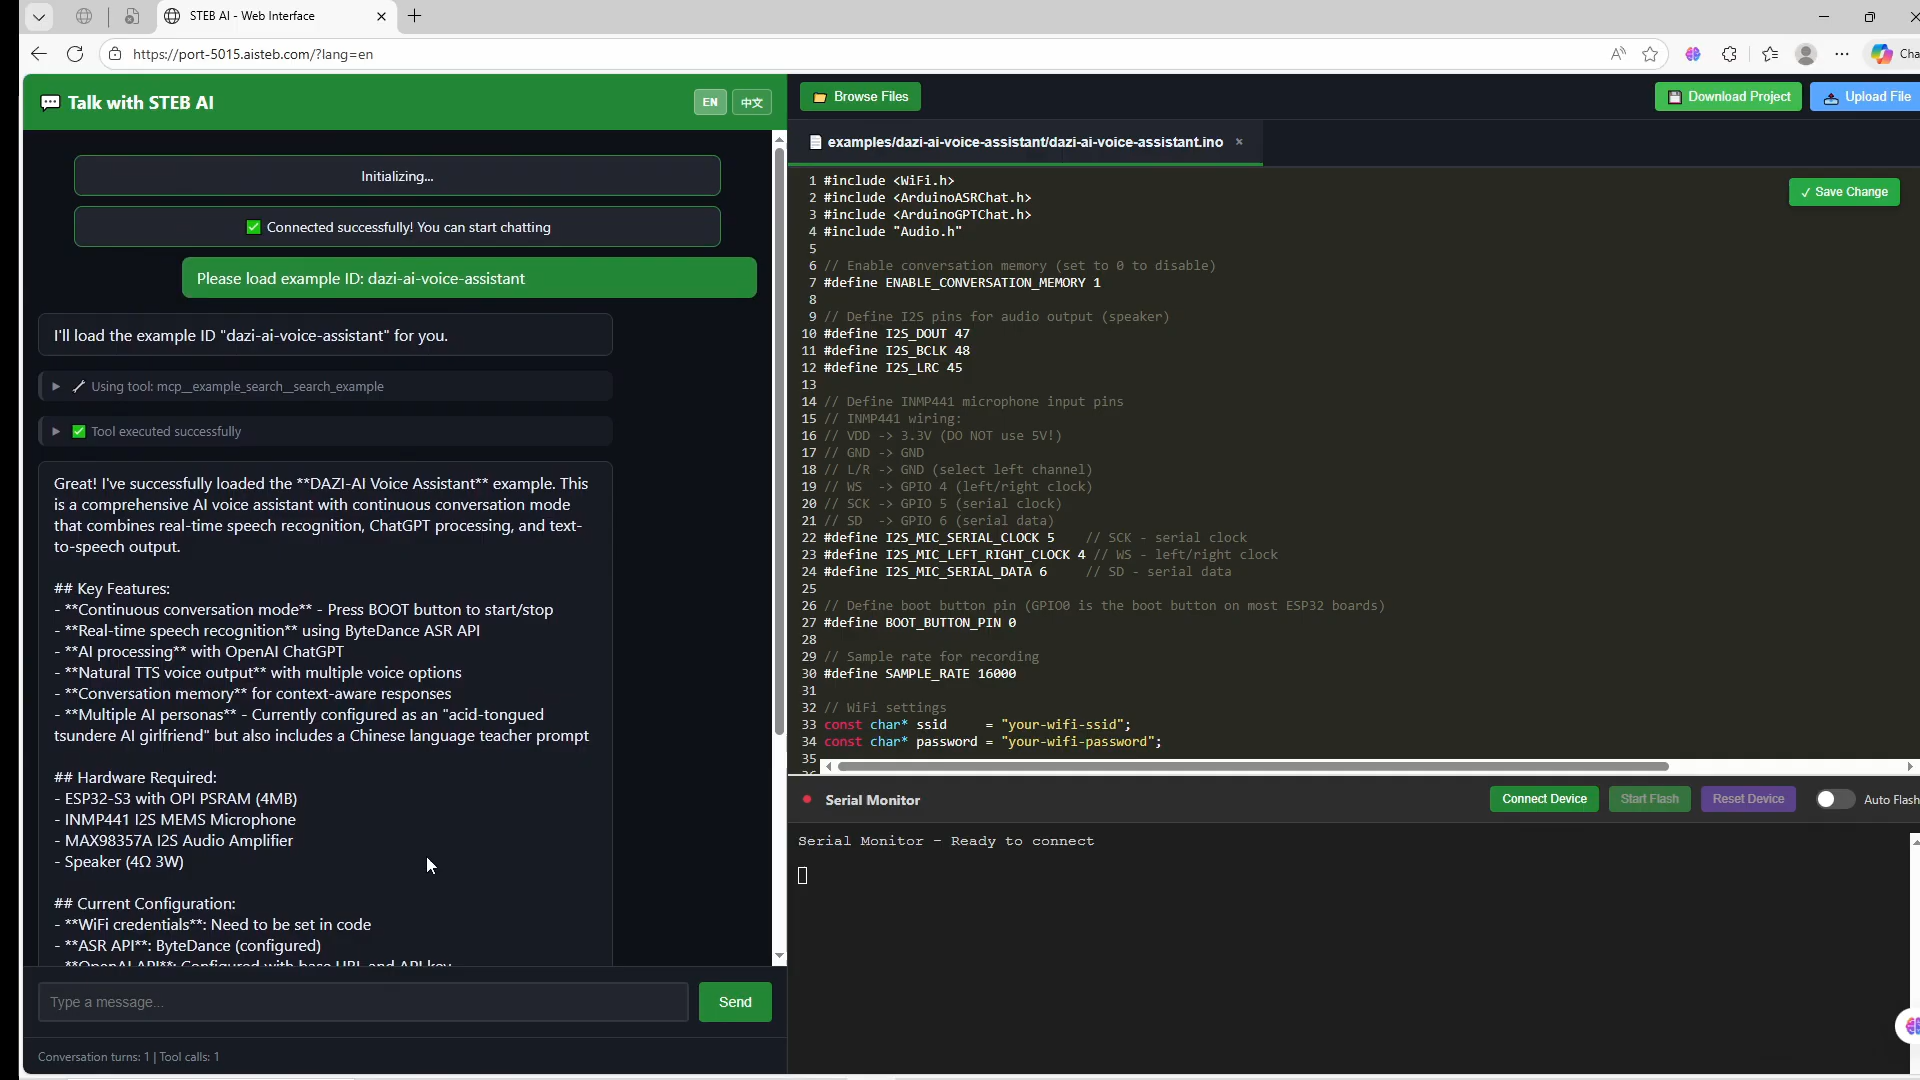 STEB AI - Web Interface
https://port-5015.aisteb.com/?lang=en
Talk with STEB AI
EN
中文
Initializing...
Connected successfully! You can start chatting
Please load example ID: dazi-ai-voice-assistant
I'll load the example ID "dazi-ai-voice-assistant" for you.
Using tool: mcp__example_search__search_example
Tool executed successfully
Great! I've successfully loaded the **DAZI-AI Voice Assistant** example. This
is a comprehensive AI voice assistant with continuous conversation mode
that combines real-time speech recognition, ChatGPT processing, and text-
to-speech output.
## Key Features:
- **Continuous conversation mode** - Press BOOT button to start/stop
- **Real-time speech recognition** using ByteDance ASR API
- **AI processing** with OpenAI ChatGPT
- **Natural TTS voice output** with multiple voice options
- **Conversation memory** for context-aware responses
- **Multiple AI personas** - Currently configured as an "acid-tongued
tsundere AI girlfriend" but also includes a Chinese language teacher prompt
## Hardware Required:
- ESP32-S3 with OPI PSRAM (4MB)
- INMP441 I2S MEMS Microphone
- MAX98357A I2S Audio Amplifier
- Speaker (4Ω 3W)
## Current Configuration:
- **WiFi credentials**: Need to be set in code
- **ASR API**: ByteDance (configured)
- **OpenAI API**: Configured with base URL and API key
Type a message...
Send
Conversation turns: 1 | Tool calls: 1
Browse Files
Download Project
Upload File
examples/dazi-ai-voice-assistant/dazi-ai-voice-assistant.ino
Save Change
1 #include <WiFi.h>
2 #include <ArduinoASRChat.h>
3 #include <ArduinoGPTChat.h>
4 #include "Audio.h"
5
6 // Enable conversation memory (set to 0 to disable)
7 #define ENABLE_CONVERSATION_MEMORY 1
8
9 // Define I2S pins for audio output (speaker)
10 #define I2S_DOUT 47
11 #define I2S_BCLK 48
12 #define I2S_LRC 45
13
14 // Define INMP441 microphone input pins
15 // INMP441 wiring:
16 // VDD -> 3.3V (DO NOT use 5V!)
17 // GND -> GND
18 // L/R -> GND (select left channel)
19 // WS  -> GPIO 4 (left/right clock)
20 // SCK -> GPIO 5 (serial clock)
21 // SD  -> GPIO 6 (serial data)
22 #define I2S_MIC_SERIAL_CLOCK 5    // SCK - serial clock
23 #define I2S_MIC_LEFT_RIGHT_CLOCK 4 // WS - left/right clock
24 #define I2S_MIC_SERIAL_DATA 6     // SD - serial data
25
26 // Define boot button pin (GPIO0 is the boot button on most ESP32 boards)
27 #define BOOT_BUTTON_PIN 0
28
29 // Sample rate for recording
30 #define SAMPLE_RATE 16000
31
32 // WiFi settings
33 const char* ssid     = "your-wifi-ssid";
34 const char* password = "your-wifi-password";
35
Serial Monitor
Connect Device
Start Flash
Reset Device
Auto Flash
Serial Monitor - Ready to connect